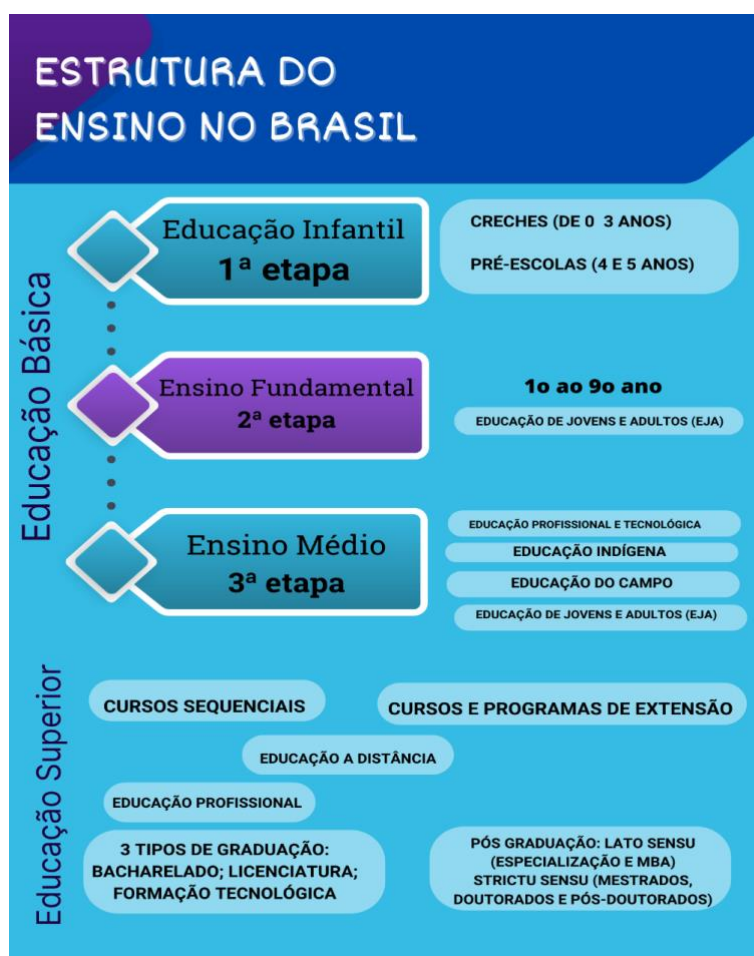 ESTRUTURA DO
ENSINO NO BRASIL
Educação Básica
Educação Infantil
1ª etapa
CRECHES (DE 0 3 ANOS)
PRÉ-ESCOLAS (4 E 5 ANOS)
Ensino Fundamental
2ª etapa
1o ao 9o ano
EDUCAÇÃO DE JOVENS E ADULTOS (EJA)
Ensino Médio
3ª etapa
EDUCAÇÃO PROFISSIONAL E TECNOLÓGICA
EDUCAÇÃO INDÍGENA
EDUCAÇÃO DO CAMPO
EDUCAÇÃO DE JOVENS E ADULTOS (EJA)
Educação Superior
CURSOS SEQUENCIAIS
CURSOS E PROGRAMAS DE EXTENSÃO
EDUCAÇÃO A DISTÂNCIA
EDUCAÇÃO PROFISSIONAL
3 TIPOS DE GRADUAÇÃO:
BACHARELADO; LICENCIATURA;
FORMAÇÃO TECNOLÓGICA
PÓS GRADUAÇÃO: LATO SENSU
(ESPECIALIZAÇÃO E MBA)
STRICTU SENSU (MESTRADOS,
DOUTORADOS E PÓS-DOUTORADOS)